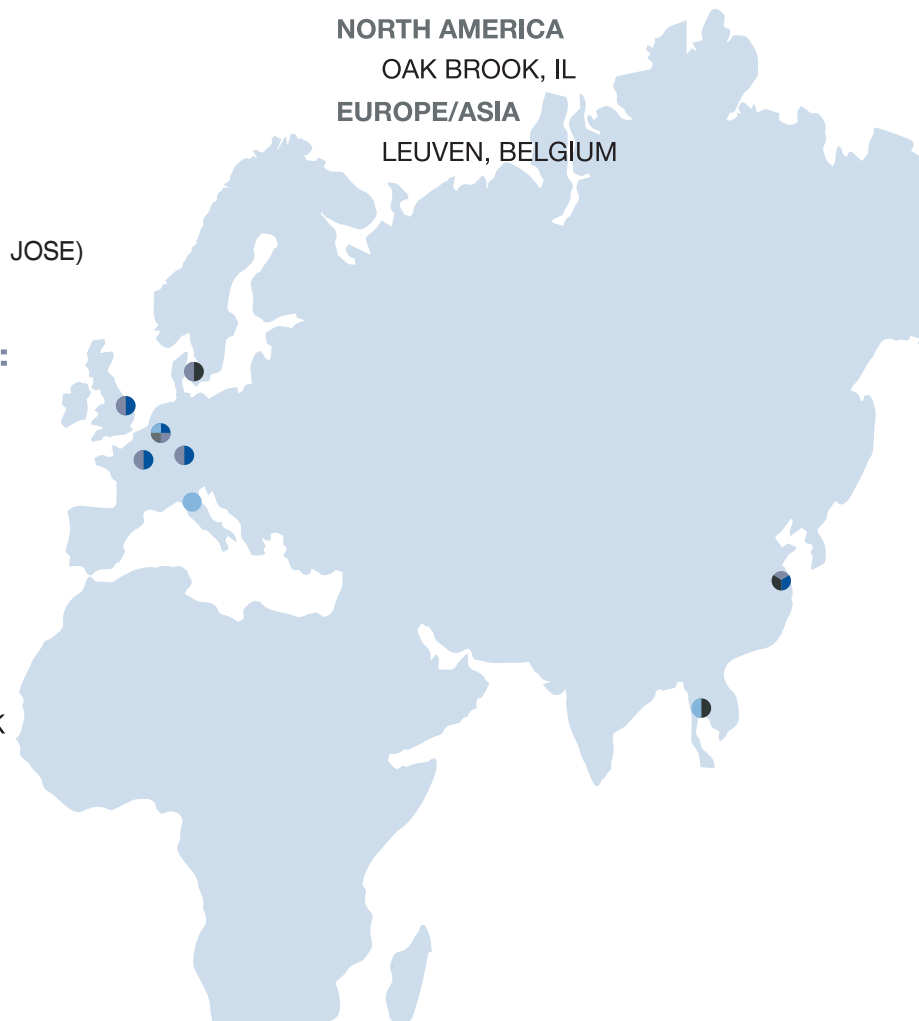 NORTH AMERICA
OAK BROOK, IL
EUROPE/ASIA
LEUVEN, BELGIUM
JOSE)
:
K